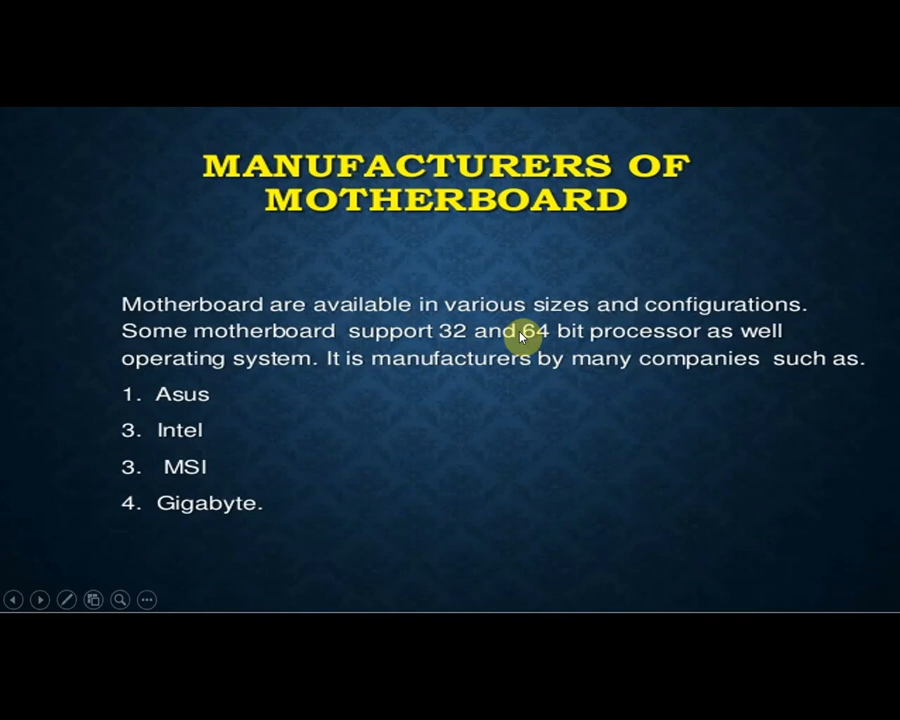 MANUFACTURERS OF
MOTHERBOARD
Motherboard are available in various sizes and configurations.
Some motherboard support 32 and 64 bit processor as well
operating system. It is manufacturers by many companies such as.
1. Asus
3. Intel
3. MSI
4. Gigabyte.